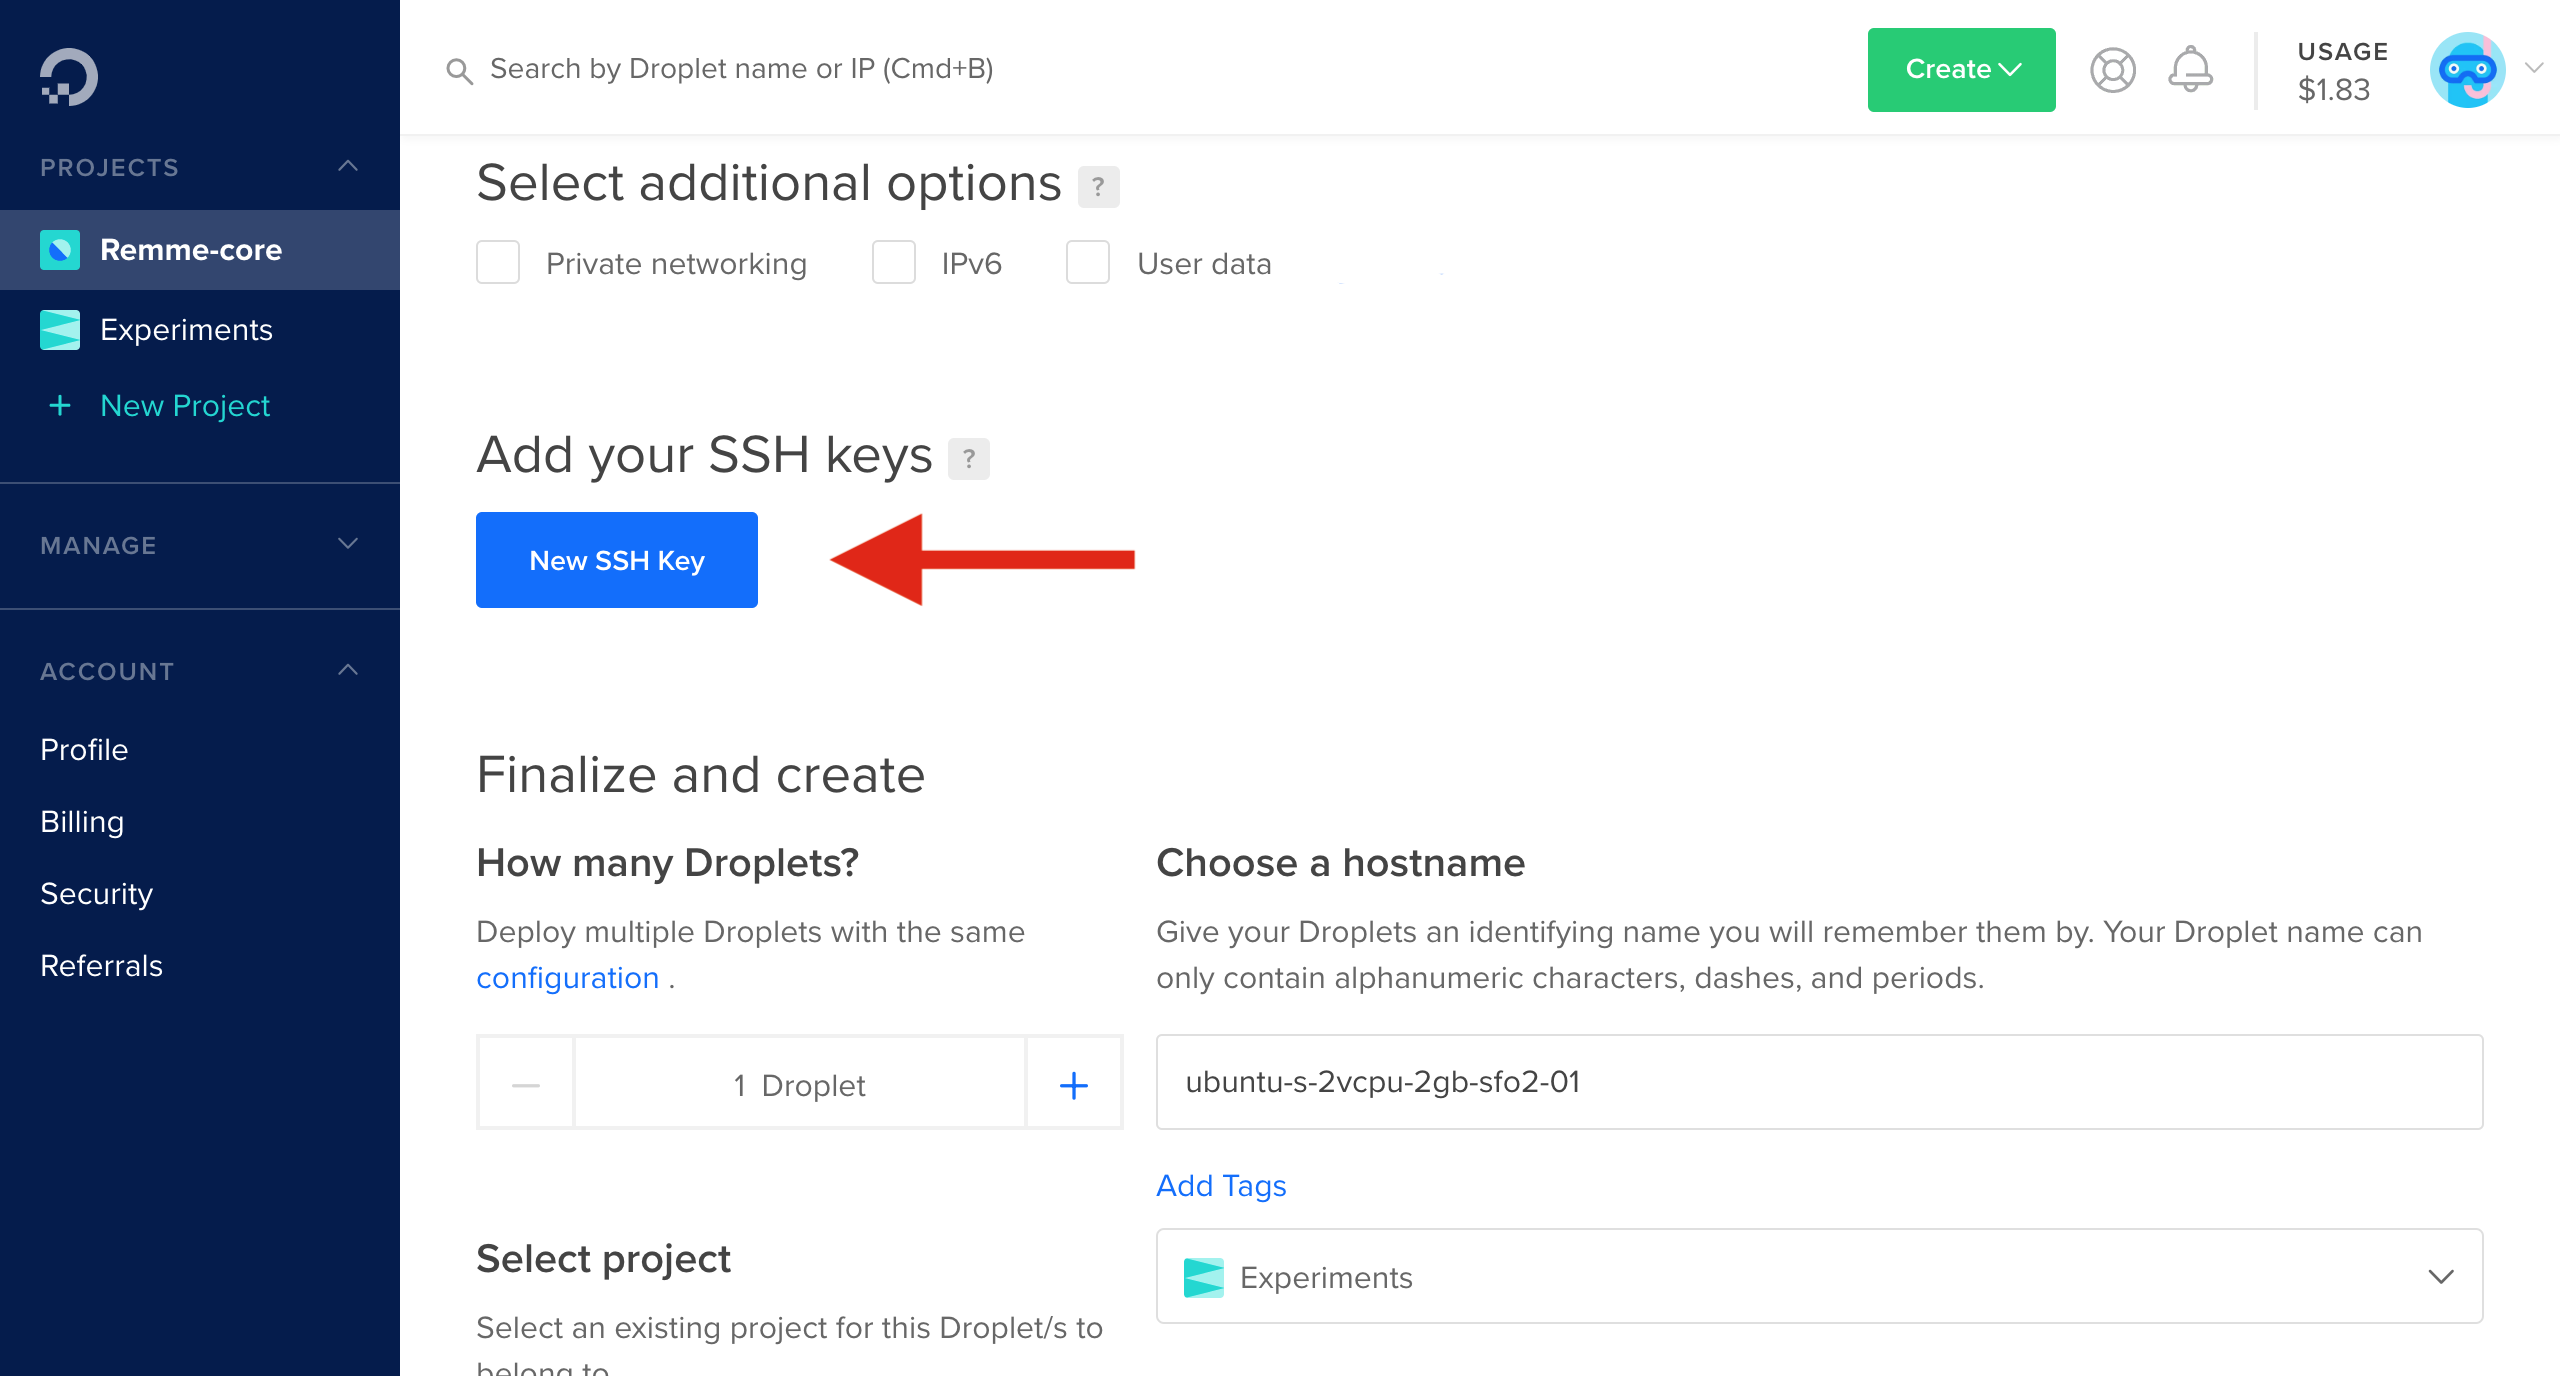 Search by Droplet name or IP (Cmd+B)
Create
USAGE
$1.83
PROJECTS
Remme-core
Experiments
+ New Project
MANAGE
ACCOUNT
Profile
Billing
Security
Referrals
Select additional options ?
Private networking IPv6 User data
Add your SSH keys ?
New SSH Key
Finalize and create
How many Droplets?
Deploy multiple Droplets with the same
configuration .
1 Droplet
Choose a hostname
Give your Droplets an identifying name you will remember them by. Your Droplet name can
only contain alphanumeric characters, dashes, and periods.
ubuntu-s-2vcpu-2gb-sfo2-01
Add Tags
Select project
Select an existing project for this Droplet/s to
belong to.
Experiments